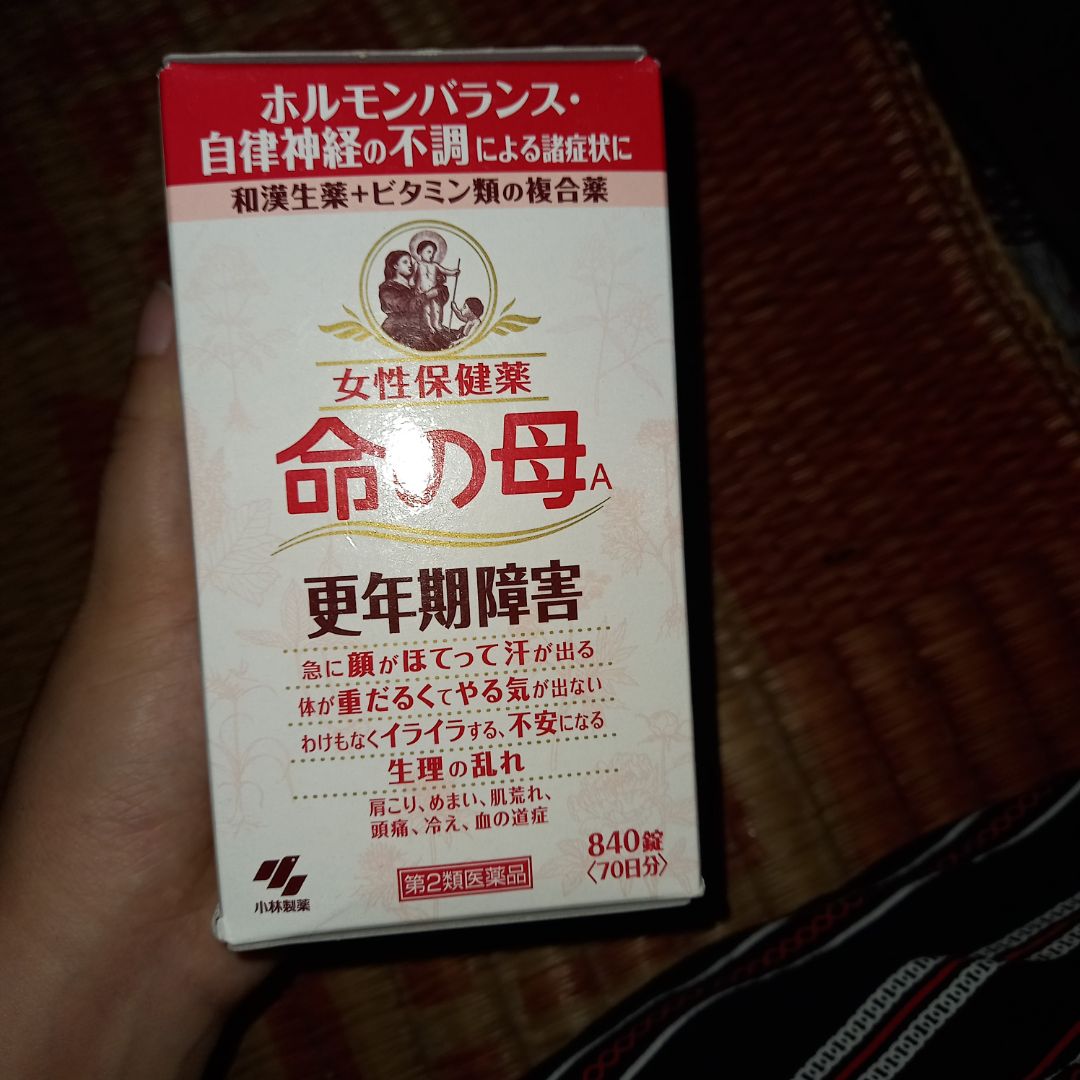 ホルモンバランス・
自律神経の不調による諸症状に
和漢生薬+ビタミン類の複合薬
女性保健薬
命の母A
更年期障害
急に顔がほてって汗が出る
体が重だるくてやる気が出ない
わけもなくイライラする、不安になる
生理の乱れ
肩こり、めまい、肌荒れ、
頭痛、冷え、血の道症
840錠
〈70日分〉
第2類医薬品
小林製薬